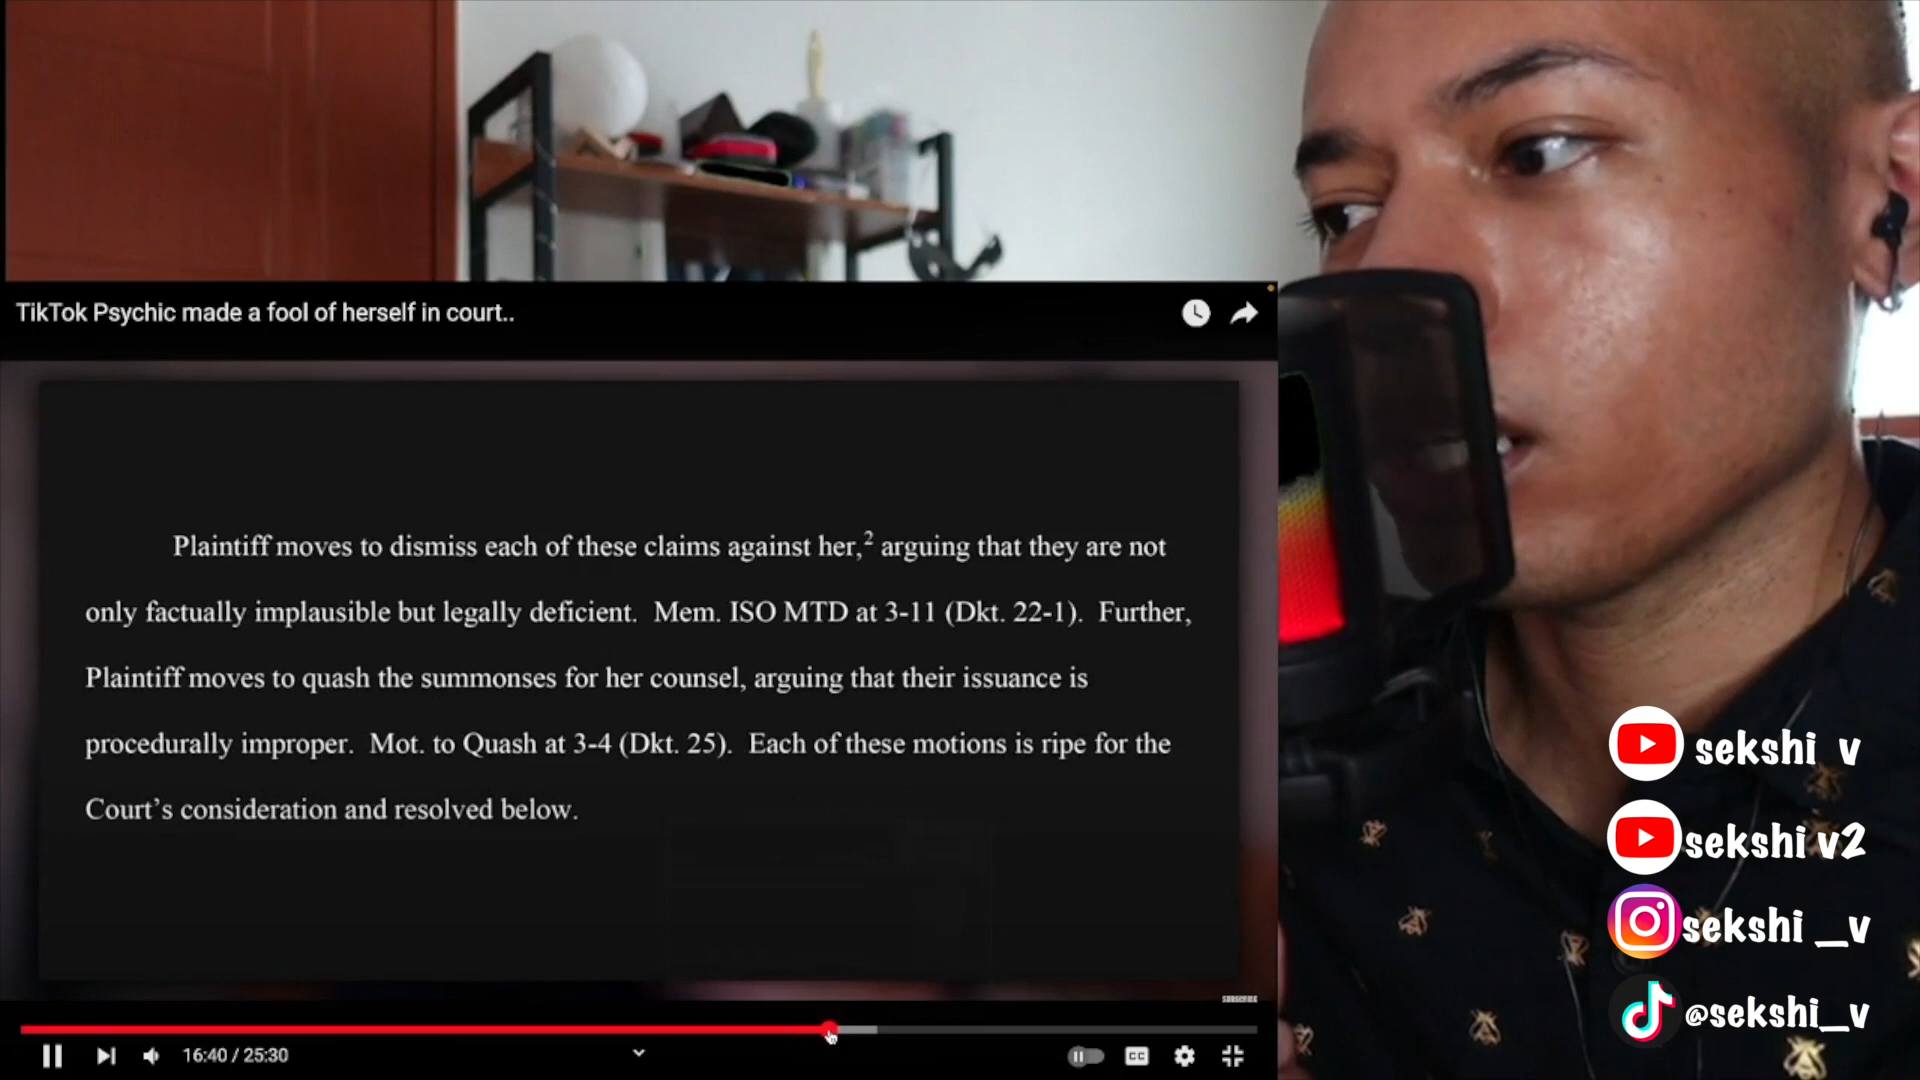 TikTok Psychic made a fool of herself in court..
Plaintiff moves to dismiss each of these claims against her,2 arguing that they are not
only factually implausible but legally deficient. Mem. ISO MTD at 3-11 (Dkt. 22-1). Further,
Plaintiff moves to quash the summonses for her counsel, arguing that their issuance is
procedurally improper. Mot. to Quash at 3-4 (Dkt. 25). Each of these motions is ripe for the
Court's consideration and resolved below.
SUBSCRIBE
16:40 / 25:30
CC
sekshi_v
sekshi v2
sekshi__v
@sekshi__v